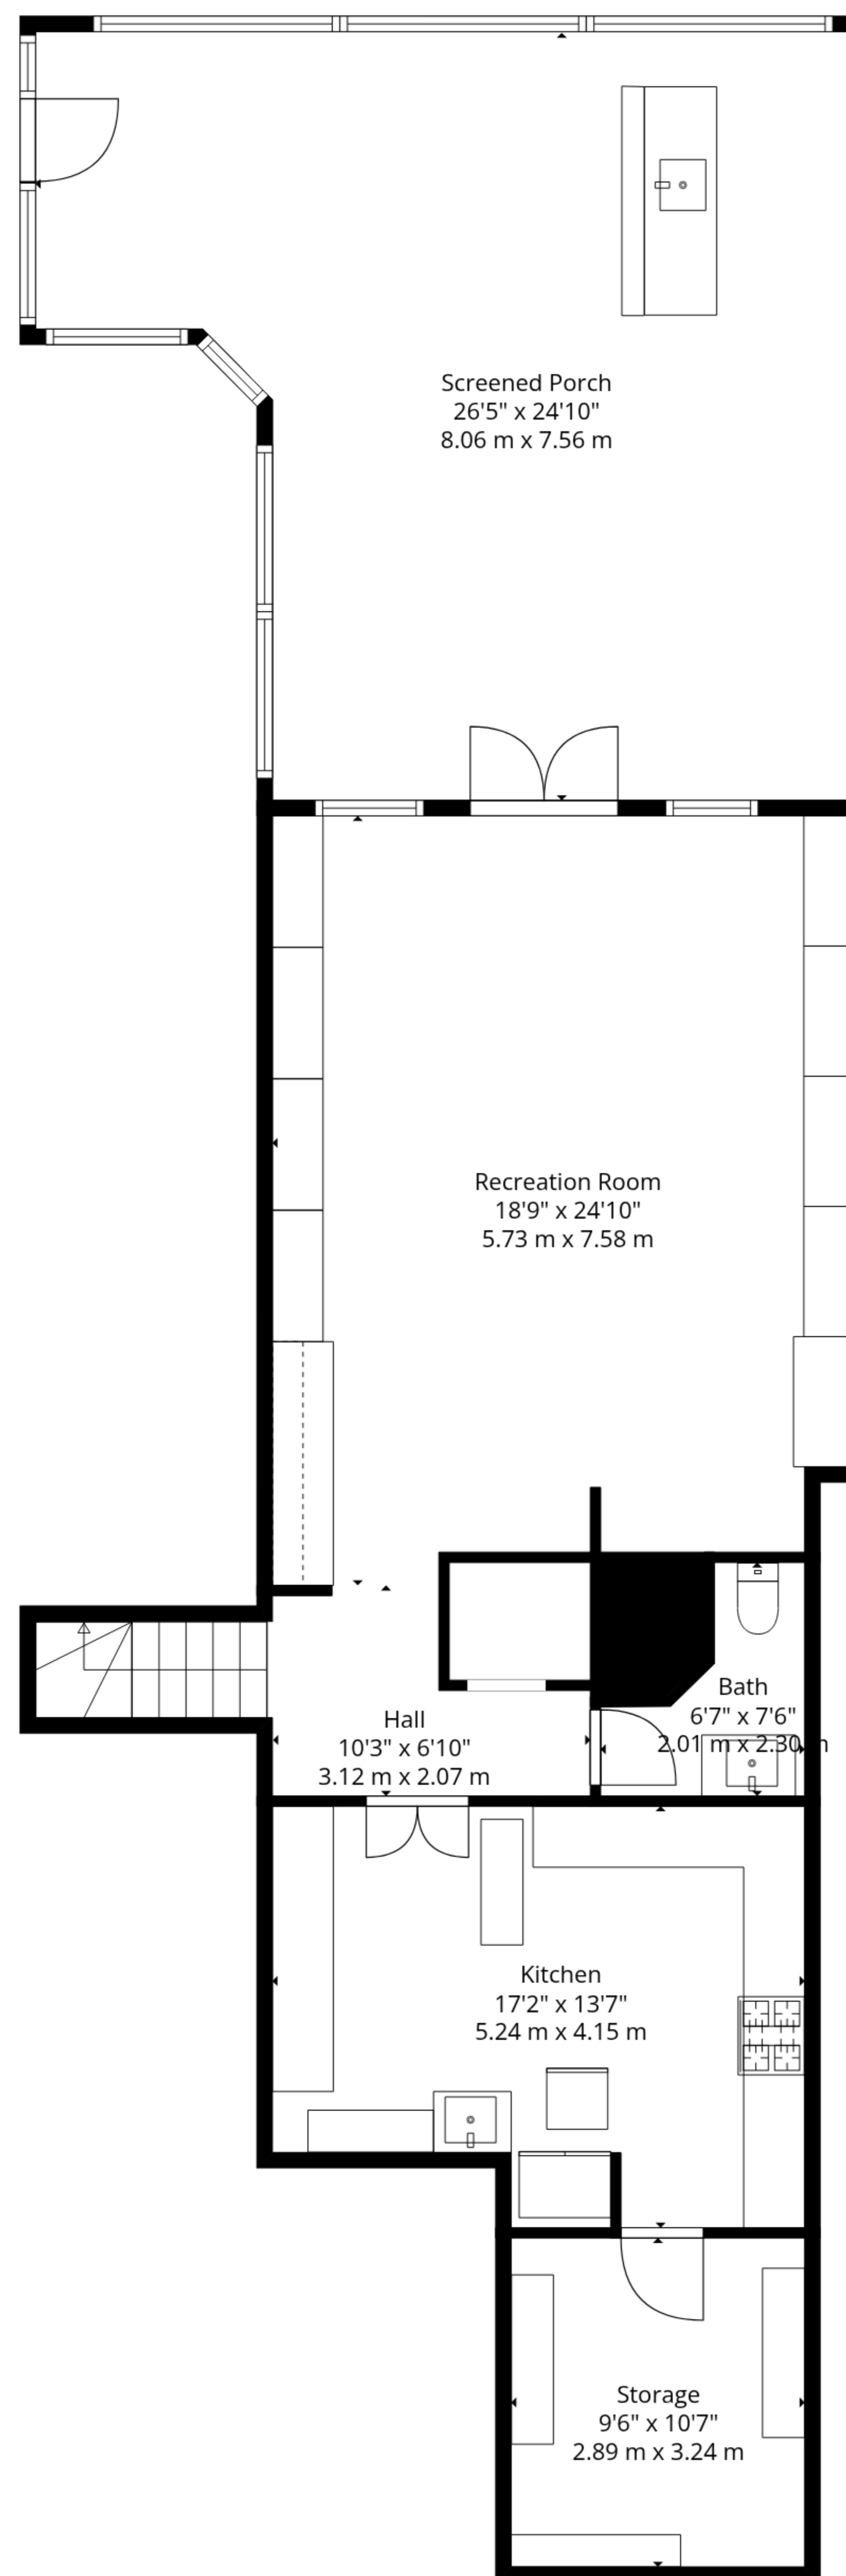 Screened Porch
26'5" x 24'10"
8.06 m x 7.56 m
Recreation Room
18'9" x 24'10"
5.73 m x 7.58 m
Bath
6'7" x 7'6"
2.01 m x 2.30 m
Hall
10'3" x 6'10"
3.12 m x 2.07 m
Kitchen
17'2" x 13'7"
5.24 m x 4.15 m
Storage
9'6" x 10'7"
2.89 m x 3.24 m